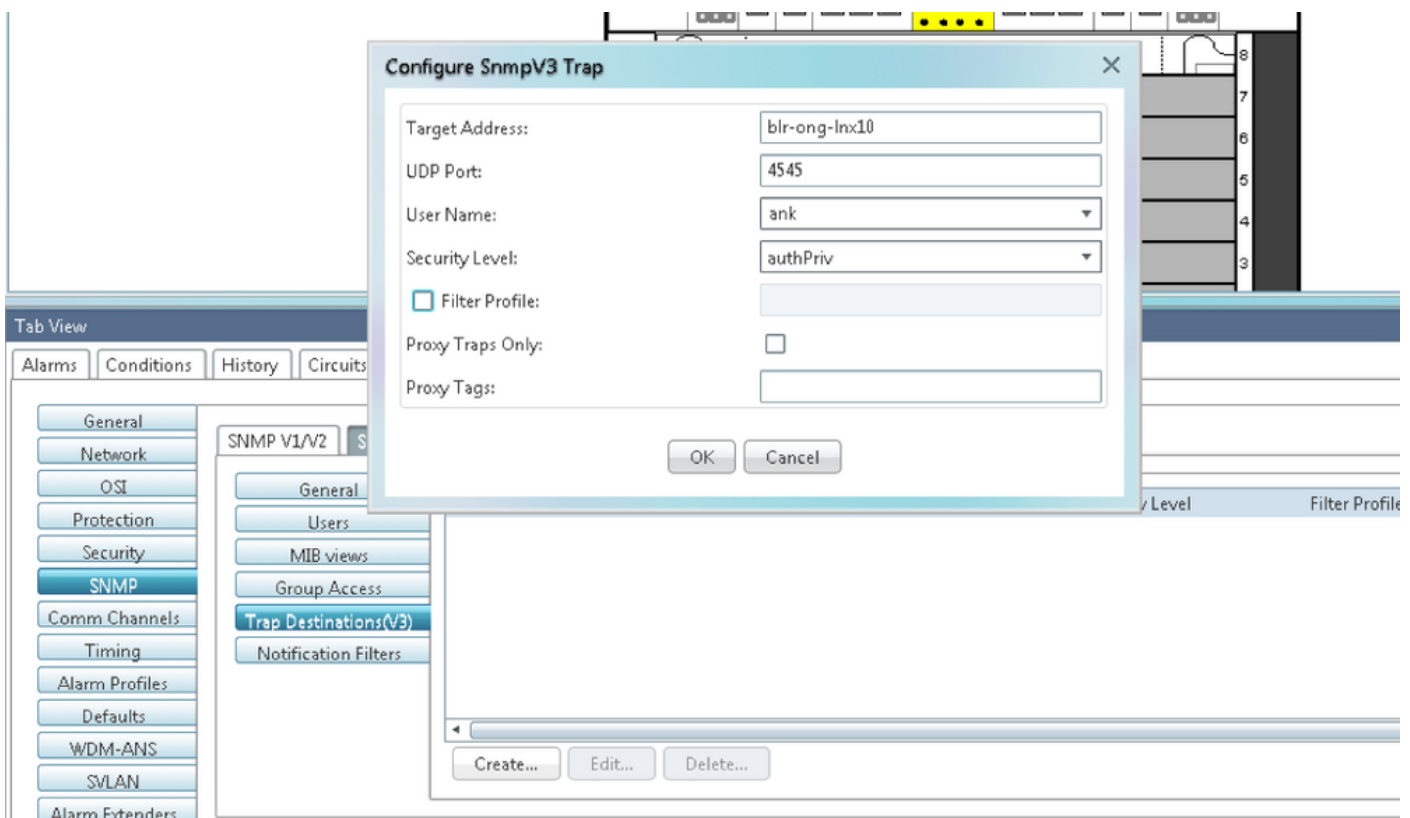 8
Configure SnmpV3 Trap
7
Target Address: blr-ong-lnx10
6
UDP Port: 4545
5
User Name: ank
4
Security Level: authPriv
3
Filter Profile:
Tab View
Proxy Traps Only:
Alarms Conditions History Circuits
Proxy Tags:
General
SNMP V1/V2 S
Network
OK Cancel
OSI
General
y Level Filter Profile
Protection
Users
Security
MIB views
SNMP
Group Access
Comm Channels
Trap Destinations(V3)
Timing
Notification Filters
Alarm Profiles
Defaults
WDM-ANS
Create... Edit... Delete...
SVLAN
Alarm Extenders